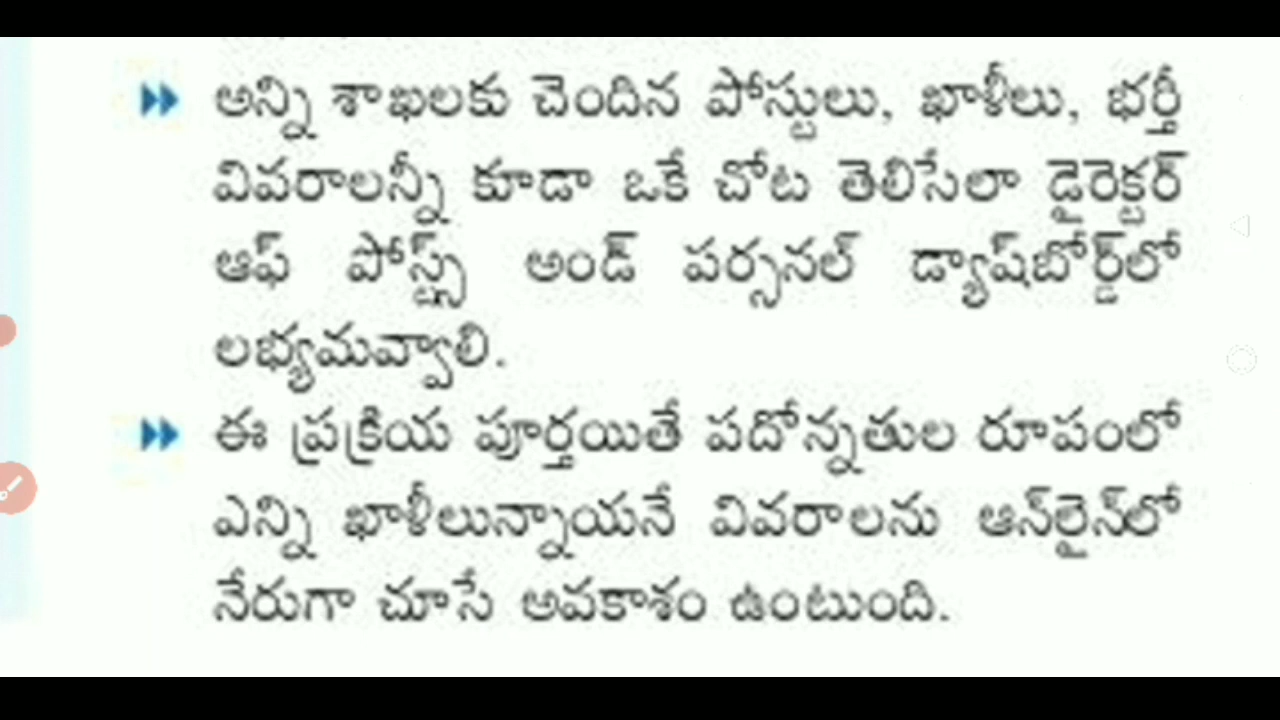 అన్ని శాఖలకు చెందిన పోస్టులు, ఖాళీలు, భర్తీ
వివరాలన్నీ కూడా ఒకే చోట తెలిసేలా డైరెక్టర్
ఆఫ్ పోస్ట్స్ అండ్ పర్సనల్ డ్యాష్‌బోర్డ్‌లో
లభ్యమవ్వాలి.
ఈ ప్రక్రియ పూర్తయితే పదోన్నతుల రూపంలో
ఎన్ని ఖాళీలున్నాయనే వివరాలను ఆన్‌లైన్‌లో
నేరుగా చూసే అవకాశం ఉంటుంది.